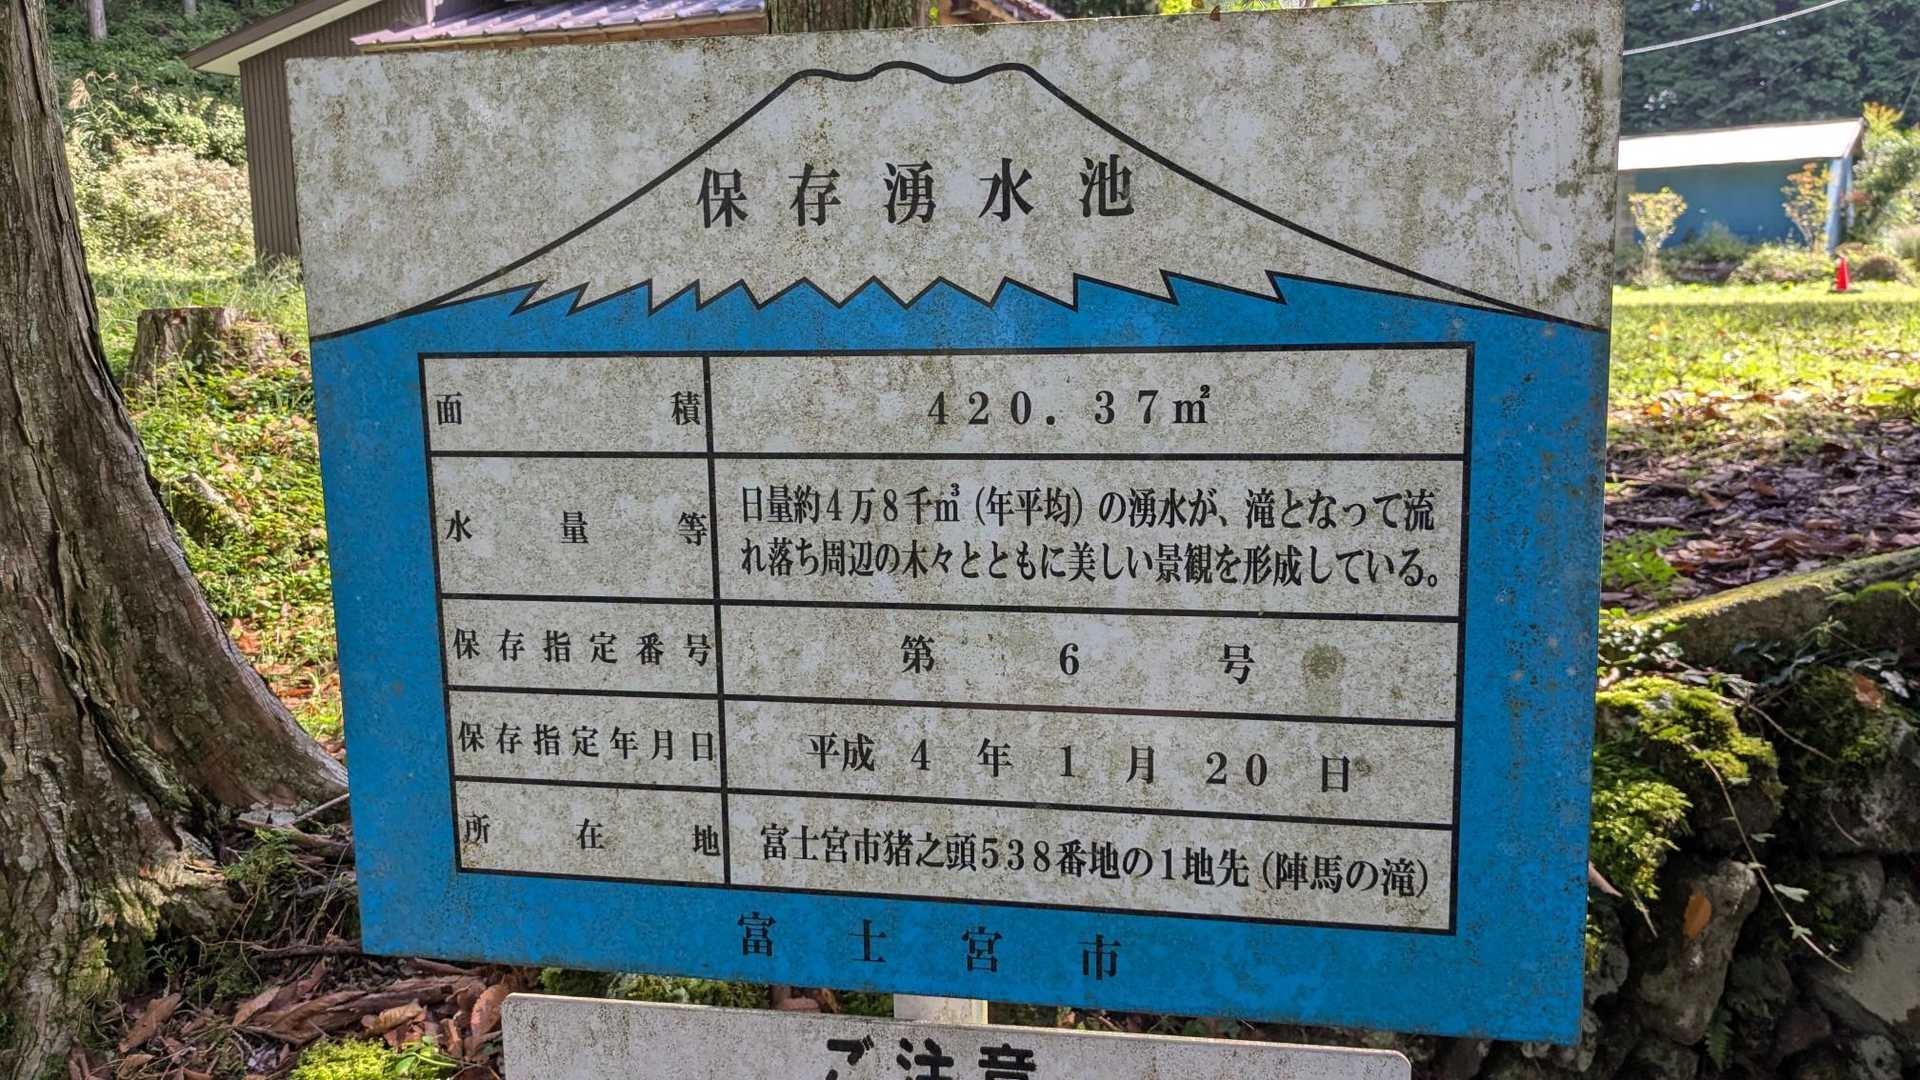 保存湧水池
面積 420.37㎡
水量等 日量約4万8千㎥（年平均）の湧水が、滝となって流
れ落ち周辺の木々とともに美しい景観を形成している。
保存指定番号 第6号
保存指定年月日 平成4年1月20日
所在地 富士宮市猪之頭538番地の1地先（陣馬の滝）
富士宮市
ご注意